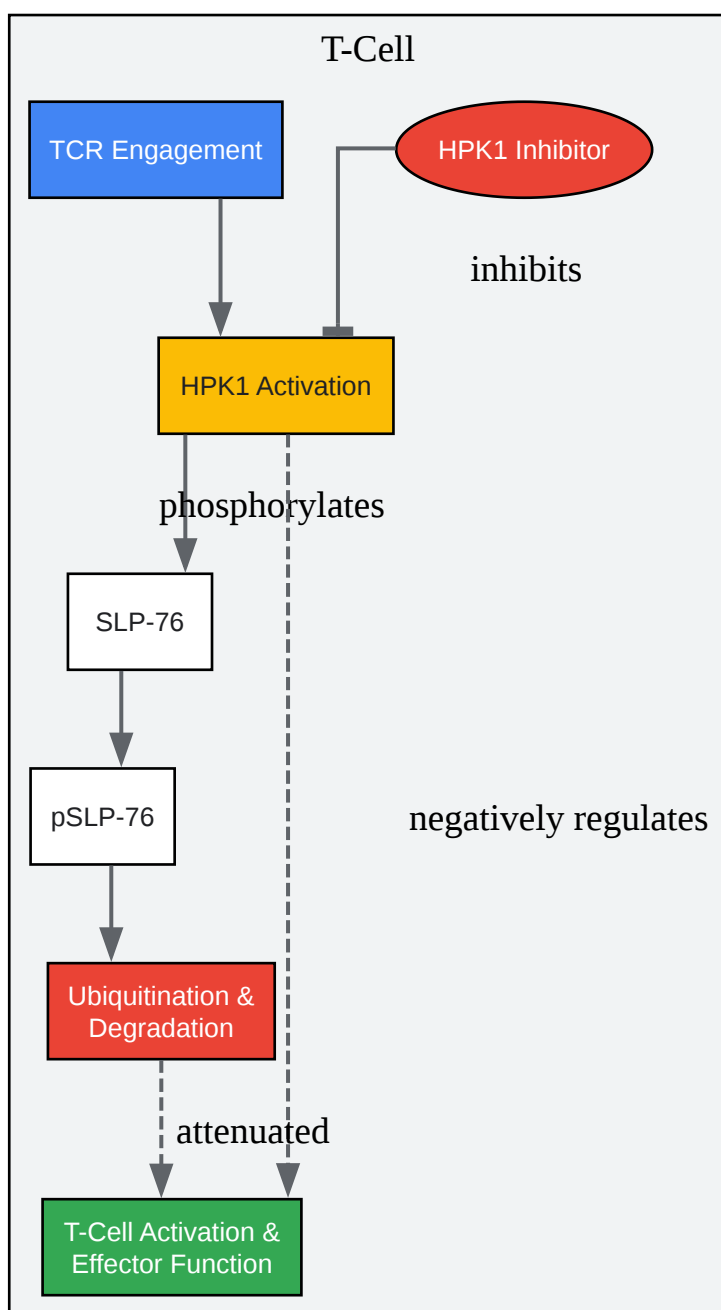 T-Cell
TCR Engagement
HPK1 Inhibitor
inhibits
HPK1 Activation
phosphorylates
SLP-76
pSLP-76
negatively regulates
Ubiquitination &
Degradation
attenuated
T-Cell Activation &
Effector Function